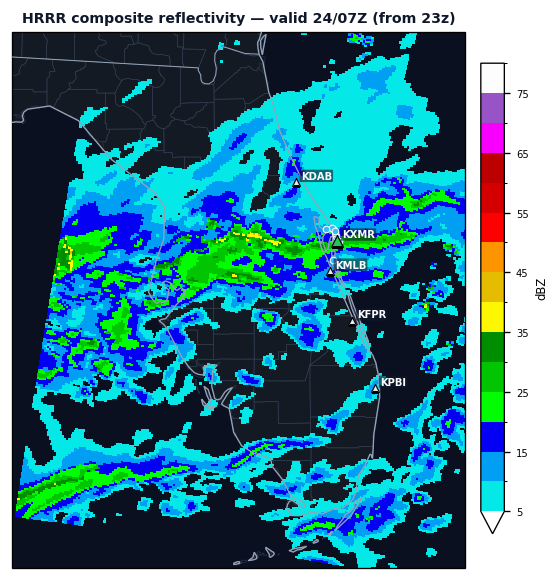 HRRR composite reflectivity — valid 24/07Z (from 23z)
KDAB
KXMR
KMLB
KFPR
KPBI
75
65
55
45
35
25
15
5
dBZ